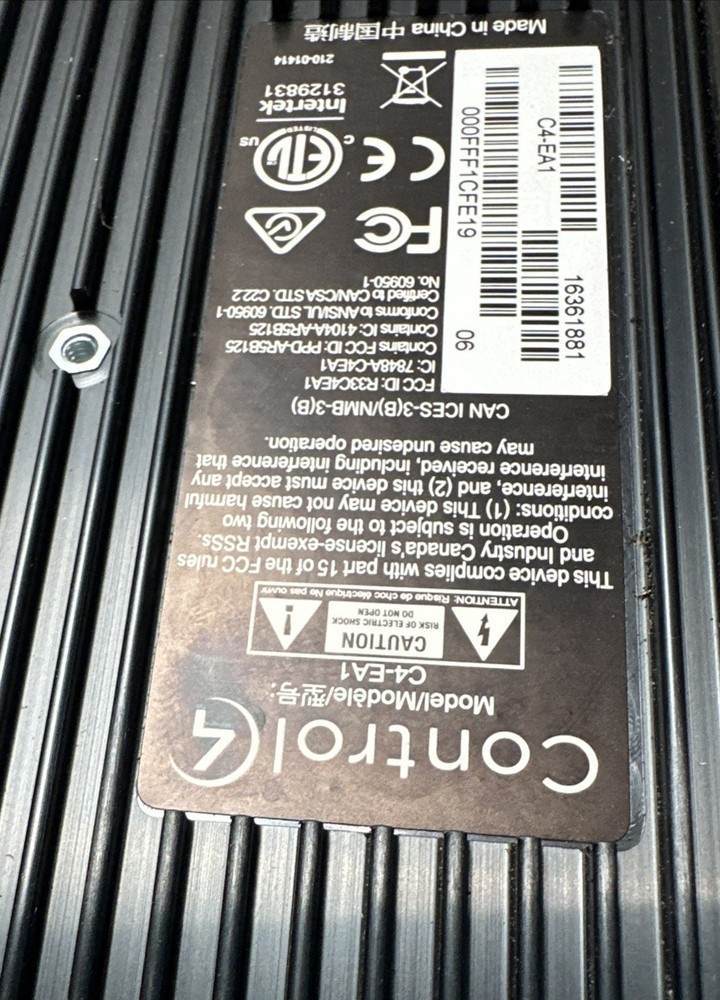 Control4
Model/Modèle/型号:
C4-EA1
CAUTION
RISK OF ELECTRIC SHOCK
DO NOT OPEN
ATTENTION: Risque de choc électrique Ne pas ouvrir
This device complies with part 15 of the FCC rules
and Industry Canada's license-exempt RSSs.
Operation is subject to the following two
conditions: (1) This device may not cause harmful
interference, and (2) this device must accept any
interference received, including interference that
may cause undesired operation.
CAN ICES-3(B)/NMB-3(B)
FCC ID: R33C4EA1
IC: 7848A-C4EA1
Contains FCC ID: PPD-AR5B125
Contains IC: 4104A-AR5B125
Conforms to ANSI/UL STD. 60950-1
Certified to CAN/CSA STD. C22.2
No. 60950-1
16361881
06
C4-EA1
000FFF1CFE19
FC
CE
ETL
LISTED
C
US
Intertek
3129831
210-01414
Made in China 中国制造